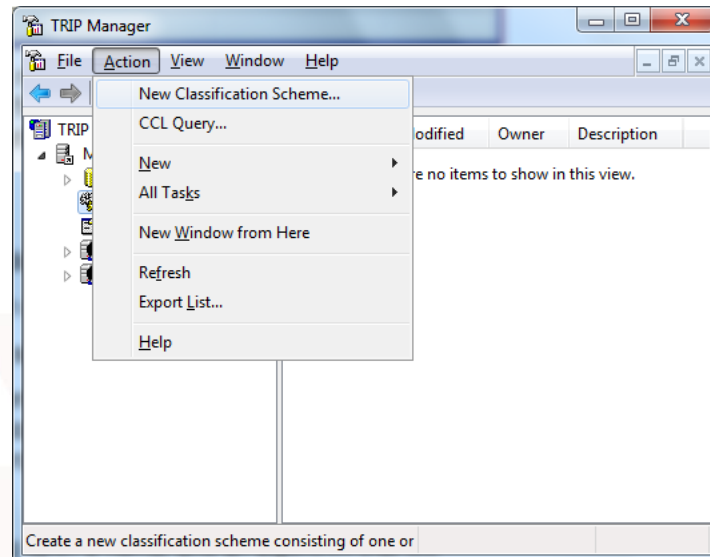 TRIP Manager
File Action View Window Help
New Classification Scheme...
CCL Query...
New
All Tasks
New Window from Here
Refresh
Export List...
Help
TRIP
Owner Description
no items to show in this view.
Create a new classification scheme consisting of one or